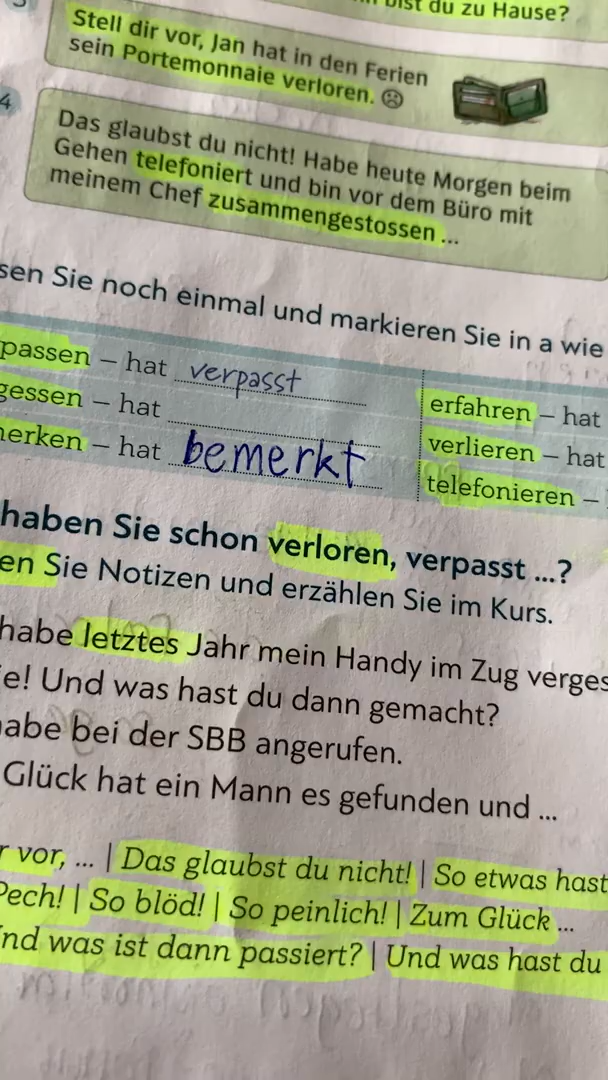 bist du zu Hause?
Stell dir vor, Jan hat in den Ferien
sein Portemonnaie verloren. ☹
4
Das glaubst du nicht! Habe heute Morgen beim
Gehen telefoniert und bin vor dem Büro mit
meinem Chef zusammengestossen ...
sen Sie noch einmal und markieren Sie in a wie
passen – hat verpasst
gessen – hat
merken – hat bemerkt
erfahren – hat
verlieren – hat
telefonieren –
haben Sie schon verloren, verpasst ...?
en Sie Notizen und erzählen Sie im Kurs.
habe letztes Jahr mein Handy im Zug verges
e! Und was hast du dann gemacht?
abe bei der SBB angerufen.
Glück hat ein Mann es gefunden und ...
r vor, ... | Das glaubst du nicht! | So etwas hast
Pech! | So blöd! | So peinlich! | Zum Glück ...
nd was ist dann passiert? | Und was hast du